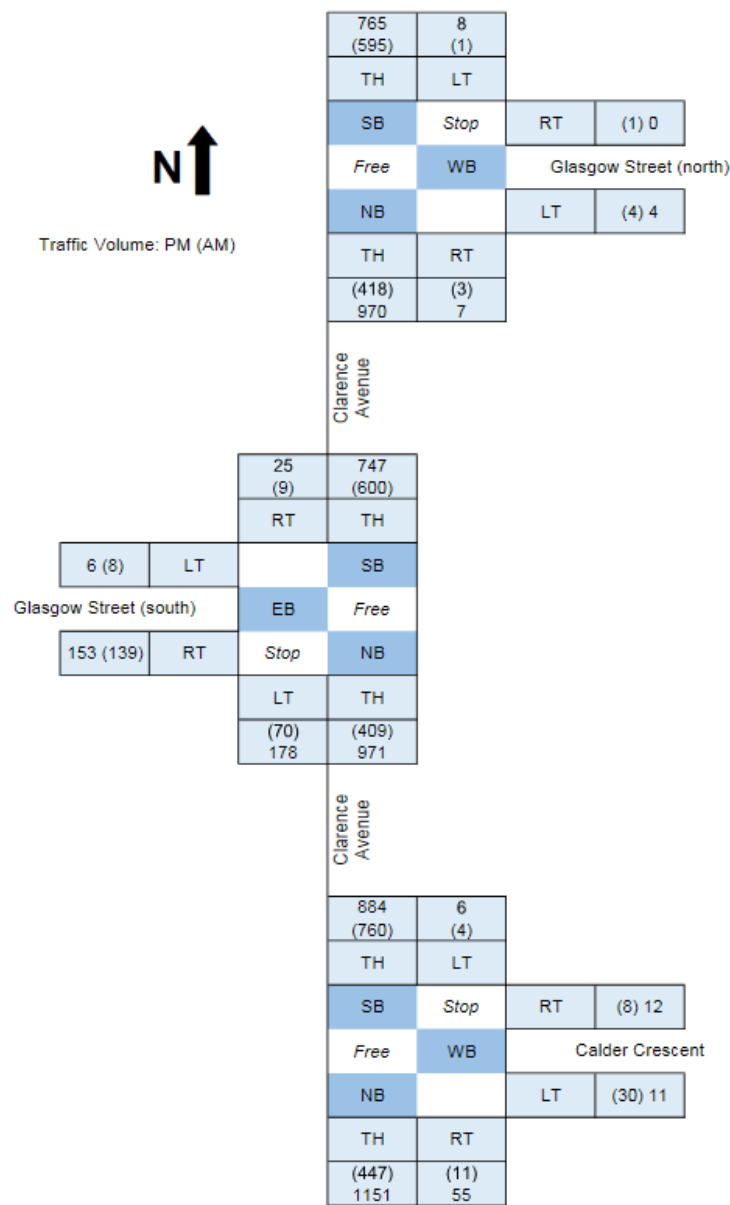 765 8
(595) (1)
TH LT
SB Stop RT (1) 0
N Free WB Glasgow Street (north)
NB LT (4) 4
Traffic Volume: PM (AM)
TH RT
(418) (3)
970 7
Clarence
Avenue
25 747
(9) (600)
RT TH
6 (8) LT SB
Glasgow Street (south) EB Free
153 (139) RT Stop NB
LT TH
(70) (409)
178 971
Clarence
Avenue
884 6
(760) (4)
TH LT
SB Stop RT (8) 12
Free WB Calder Crescent
NB LT (30) 11
TH RT
(447) (11)
1151 55